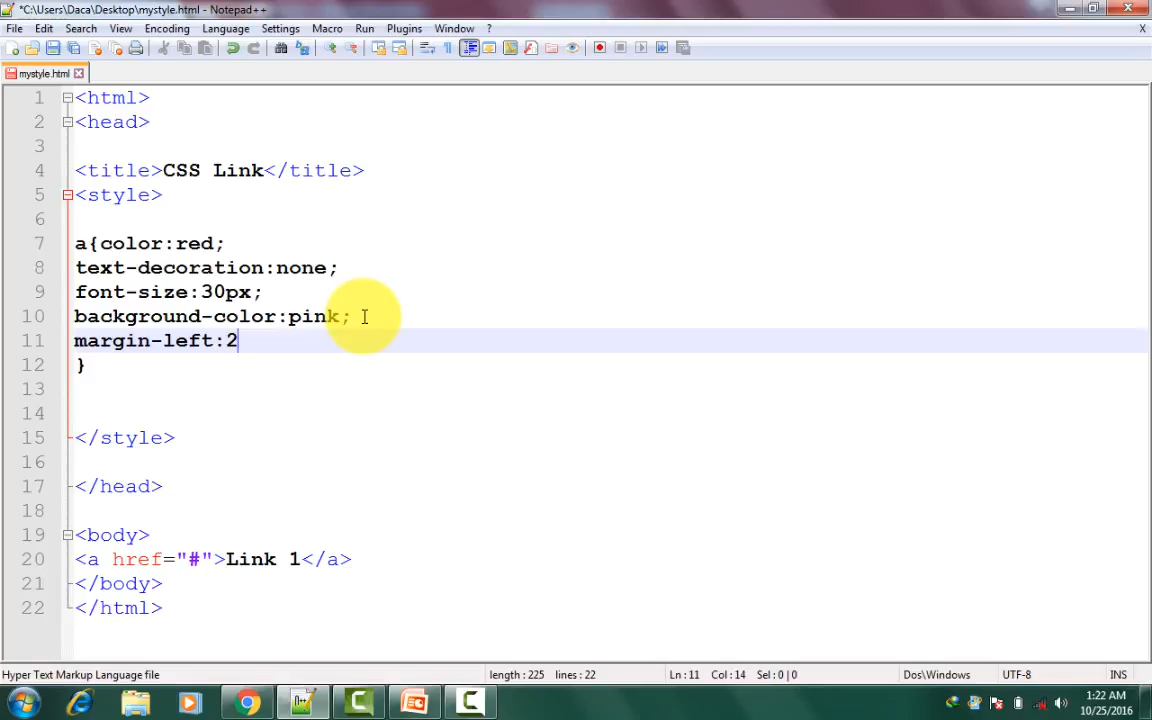 *C:\Users\Daca\Desktop\mystyle.html - Notepad++
File Edit Search View Encoding Language Settings Macro Run Plugins Window ? X
mystyle.html
1 <html>
2 <head>
3
4 <title>CSS Link</title>
5 <style>
6
7 a{color:red;
8 text-decoration:none;
9 font-size:30px;
10 background-color:pink;
11 margin-left:2
12 }
13
14
15 </style>
16
17 </head>
18
19 <body>
20 <a href="#">Link 1</a>
21 </body>
22 </html>
Hyper Text Markup Language file length : 225 lines : 22 Ln : 11 Col : 14 Sel : 0 | 0 Dos\Windows UTF-8 INS
1:22 AM
10/25/2016